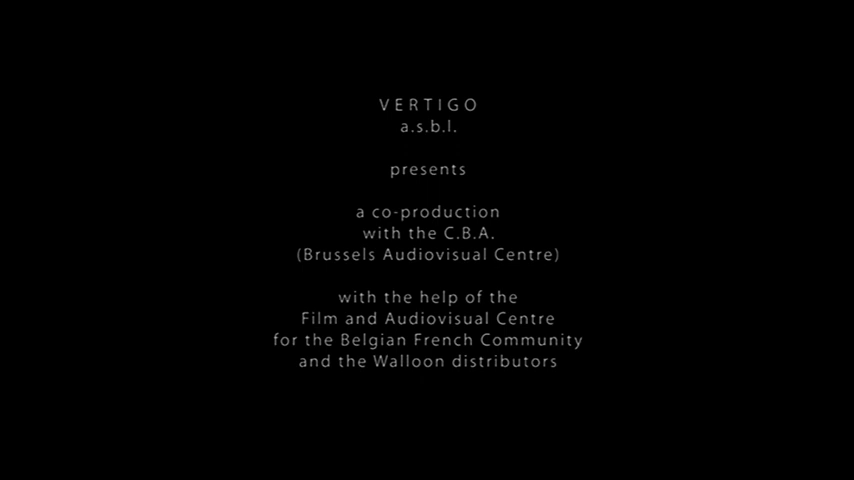 VERTIGO
a.s.b.l.
presents
a co-production
with the C.B.A.
(Brussels Audiovisual Centre)
with the help of the
Film and Audiovisual Centre
for the Belgian French Community
and the Walloon distributors